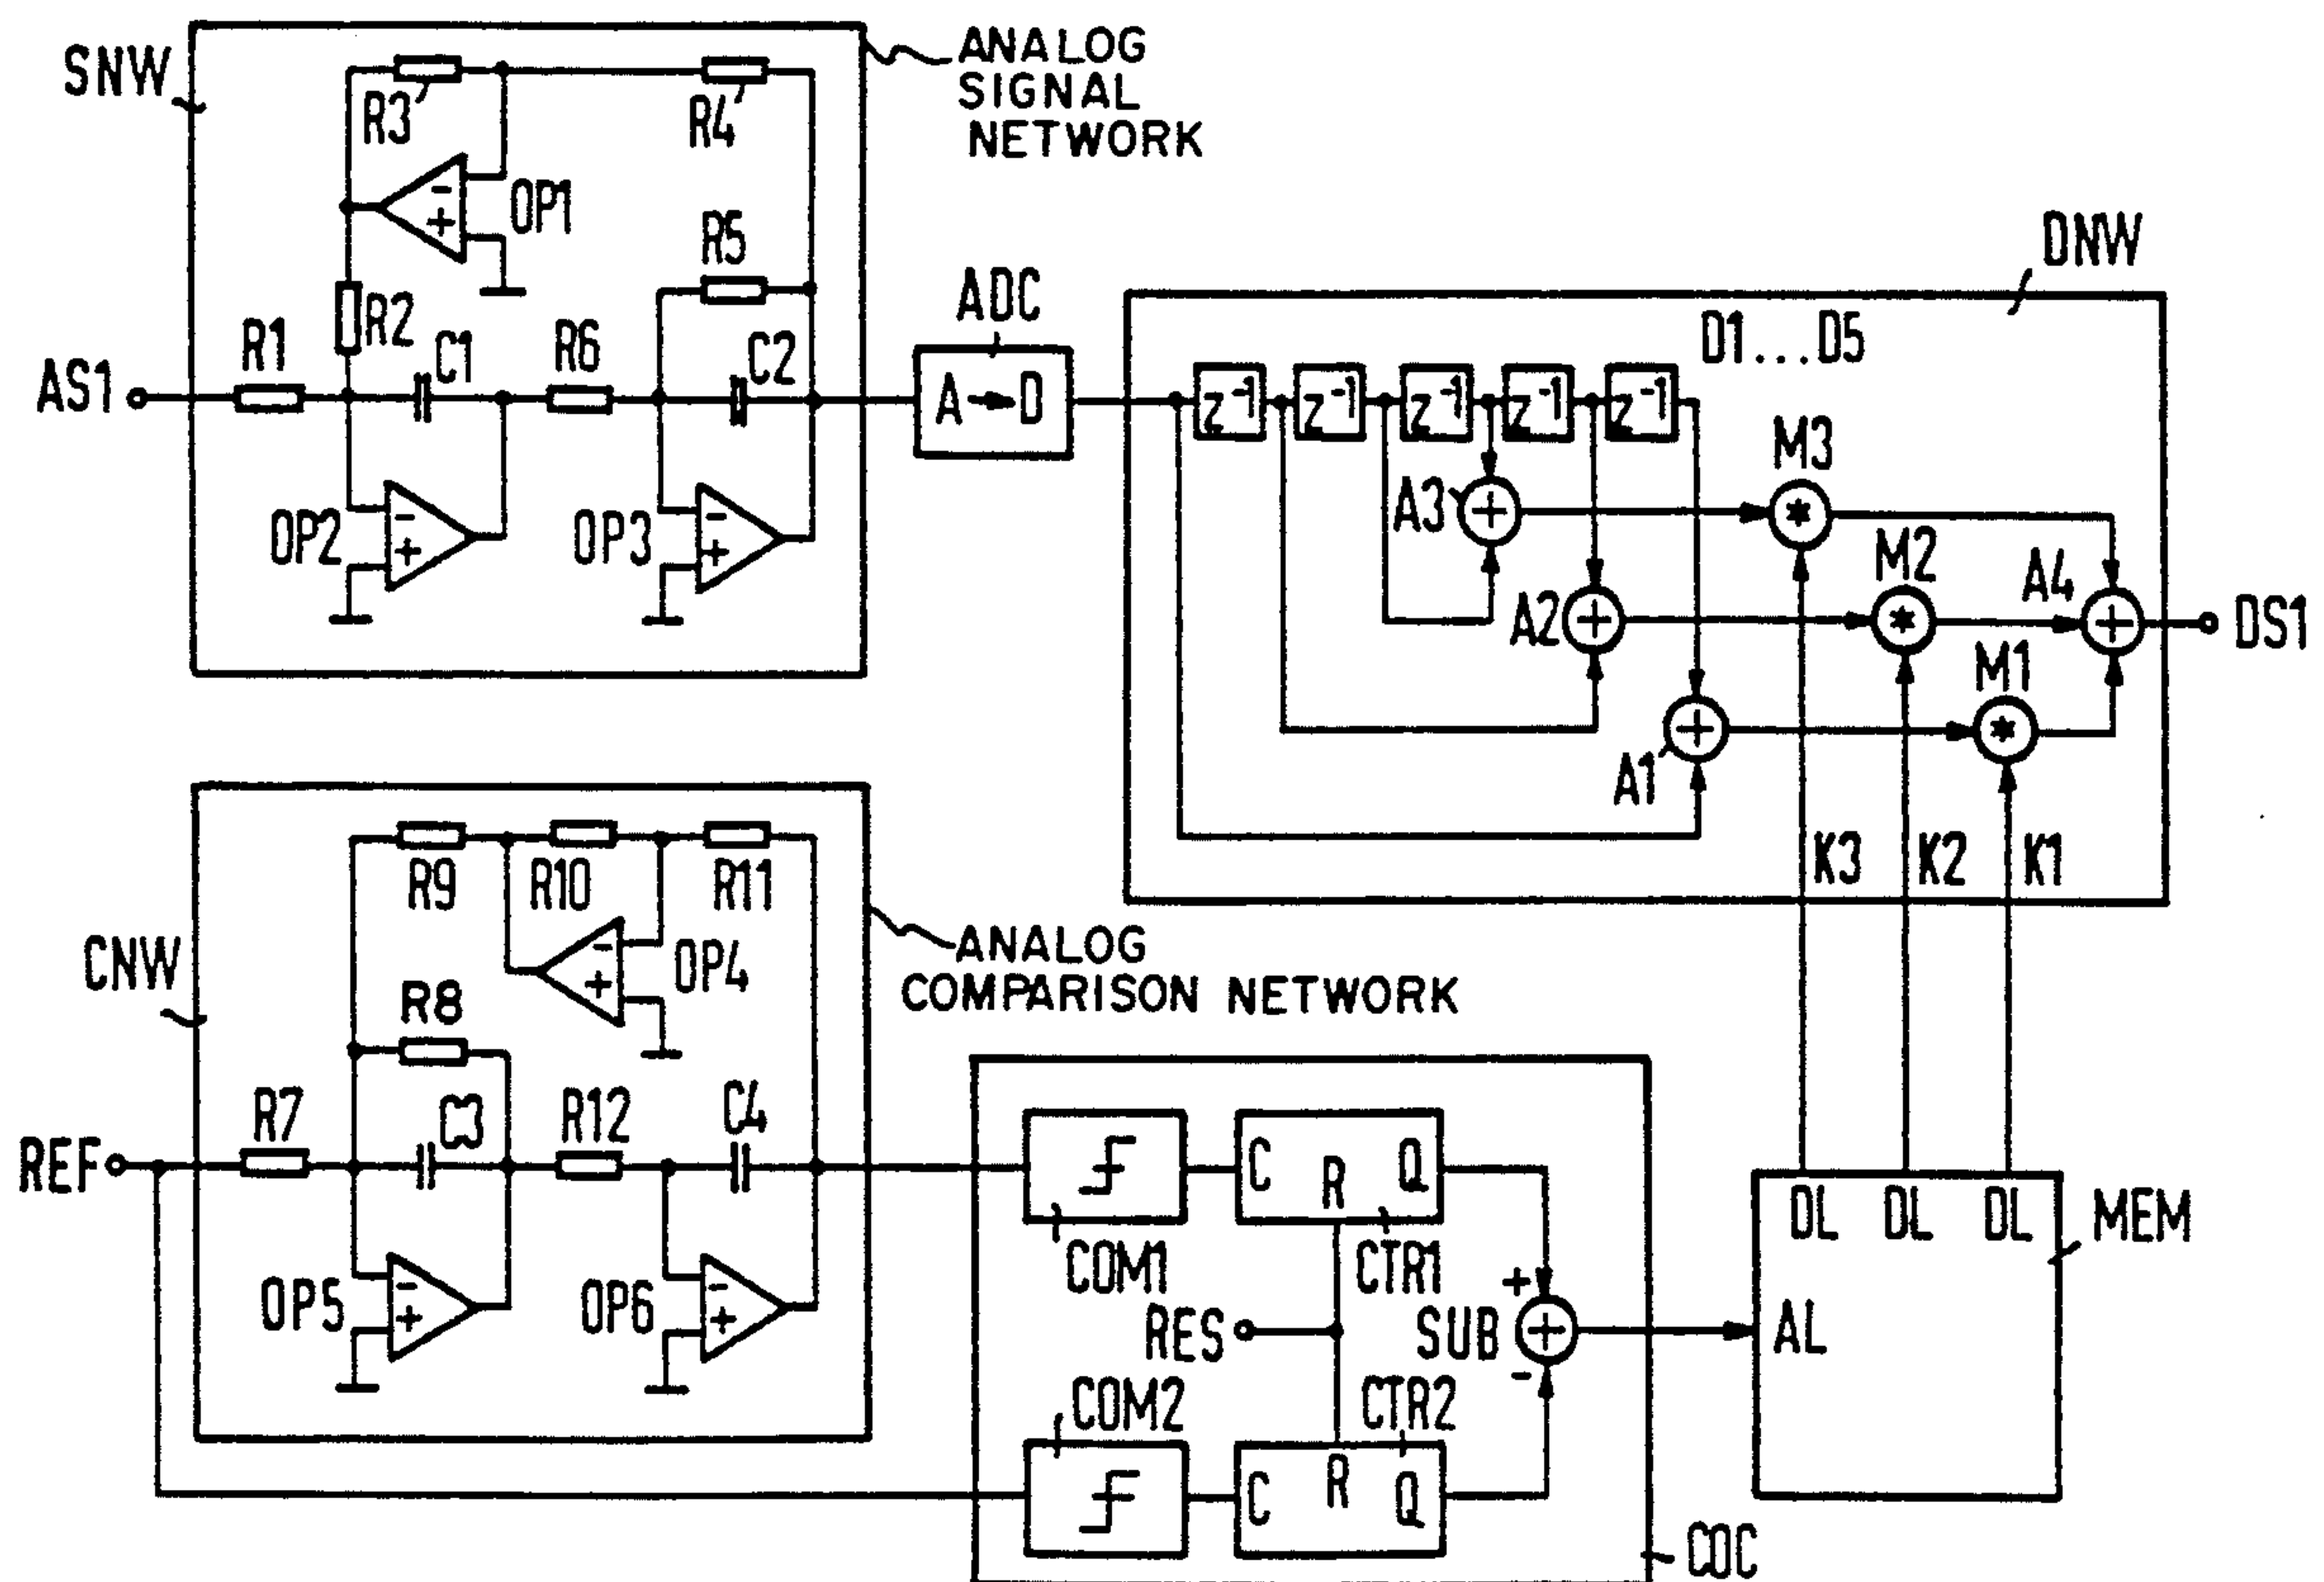 SNW
ANALOG
SIGNAL
NETWORK
R3
R4
-
+
OP1
R5
R2
AS1
R1
C1
R6
C2
OP2
-
+
OP3
-
+
ADC
A D
DNW
D1...D5
z-1
z-1
z-1
z-1
z-1
M3
A3
+
*
M2
A2
+
*
A4
+
DS1
M1
A1
+
*
K3
K2
K1
CNW
ANALOG
COMPARISON NETWORK
R9
R10
R11
-
+
OP4
R8
REF
R7
C3
R12
C4
OP5
-
+
OP6
-
+
C
R
Q
COM1
CTR1
RES
SUB
+
+
-
COM2
CTR2
C
R
Q
COC
DL
DL
DL
MEM
AL